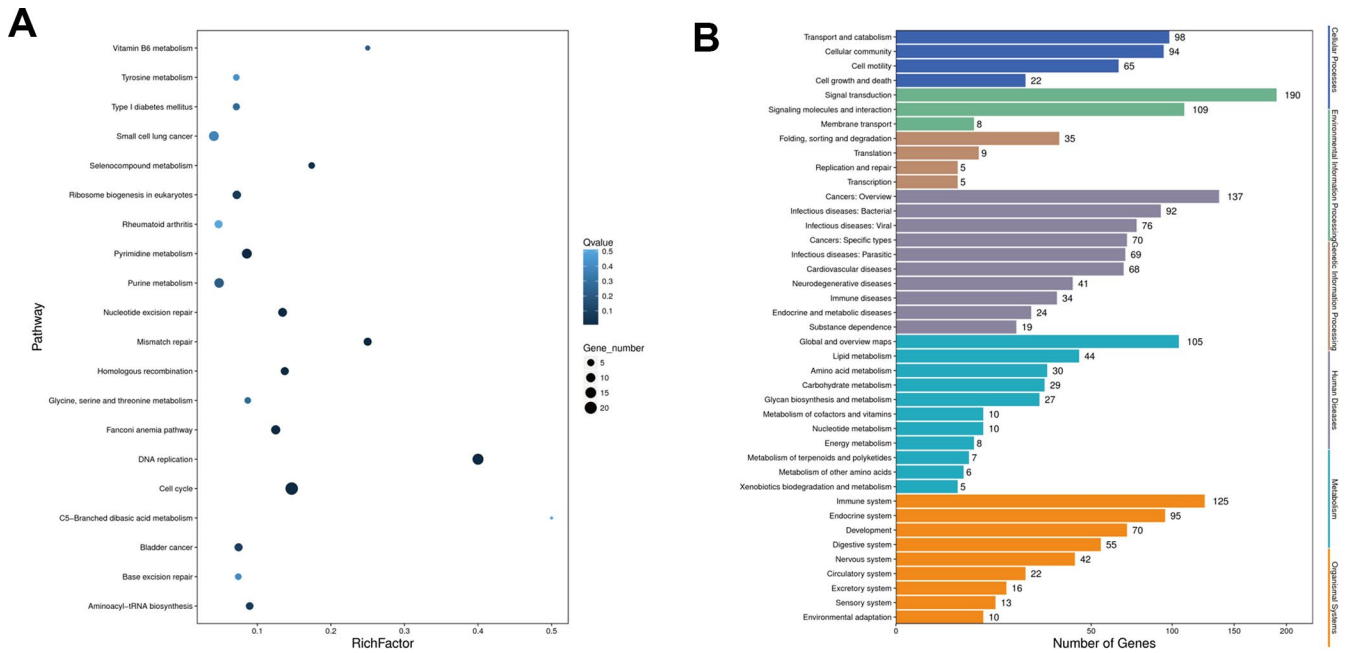 A
Pathway
Vitamin B6 metabolism
Tyrosine metabolism
Type I diabetes mellitus
Small cell lung cancer
Selenocompound metabolism
Ribosome biogenesis in eukaryotes
Rheumatoid arthritis
Pyrimidine metabolism
Purine metabolism
Nucleotide excision repair
Mismatch repair
Homologous recombination
Glycine, serine and threonine metabolism
Fanconi anemia pathway
DNA replication
Cell cycle
C5−Branched dibasic acid metabolism
Bladder cancer
Base excision repair
Aminoacyl−tRNA biosynthesis
0.1 0.2 0.3 0.4 0.5
RichFactor
Qvalue
0.5
0.4
0.3
0.2
0.1
Gene_number
5
10
15
20
B
Transport and catabolism 98
Cellular community 94
Cell motility 65
Cell growth and death 22
Signal transduction 190
Signaling molecules and interaction 109
Membrane transport 8
Folding, sorting and degradation 35
Translation 9
Replication and repair 5
Transcription 5
Cancers: Overview 137
Infectious diseases: Bacterial 92
Infectious diseases: Viral 76
Cancers: Specific types 70
Infectious diseases: Parasitic 69
Cardiovascular diseases 68
Neurodegenerative diseases 41
Immune diseases 34
Endocrine and metabolic diseases 24
Substance dependence 19
Global and overview maps 105
Lipid metabolism 44
Amino acid metabolism 30
Carbohydrate metabolism 29
Glycan biosynthesis and metabolism 27
Metabolism of cofactors and vitamins 10
Nucleotide metabolism 10
Energy metabolism 8
Metabolism of terpenoids and polyketides 7
Metabolism of other amino acids 6
Xenobiotics biodegradation and metabolism 5
Immune system 125
Endocrine system 95
Development 70
Digestive system 55
Nervous system 42
Circulatory system 22
Excretory system 16
Sensory system 13
Environmental adaptation 10
0 50 100 150 200
Number of Genes
Cellular Processes
Environmental Information Processing
Genetic Information Processing
Human Diseases
Metabolism
Organismal Systems